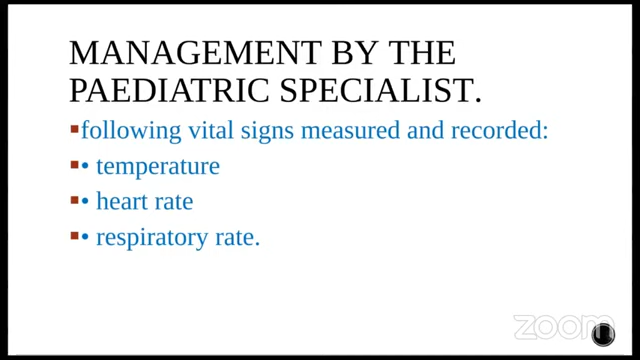 MANAGEMENT BY THE
PAEDIATRIC SPECIALIST.
▪following vital signs measured and recorded:
▪• temperature
▪• heart rate
▪• respiratory rate.
zoom